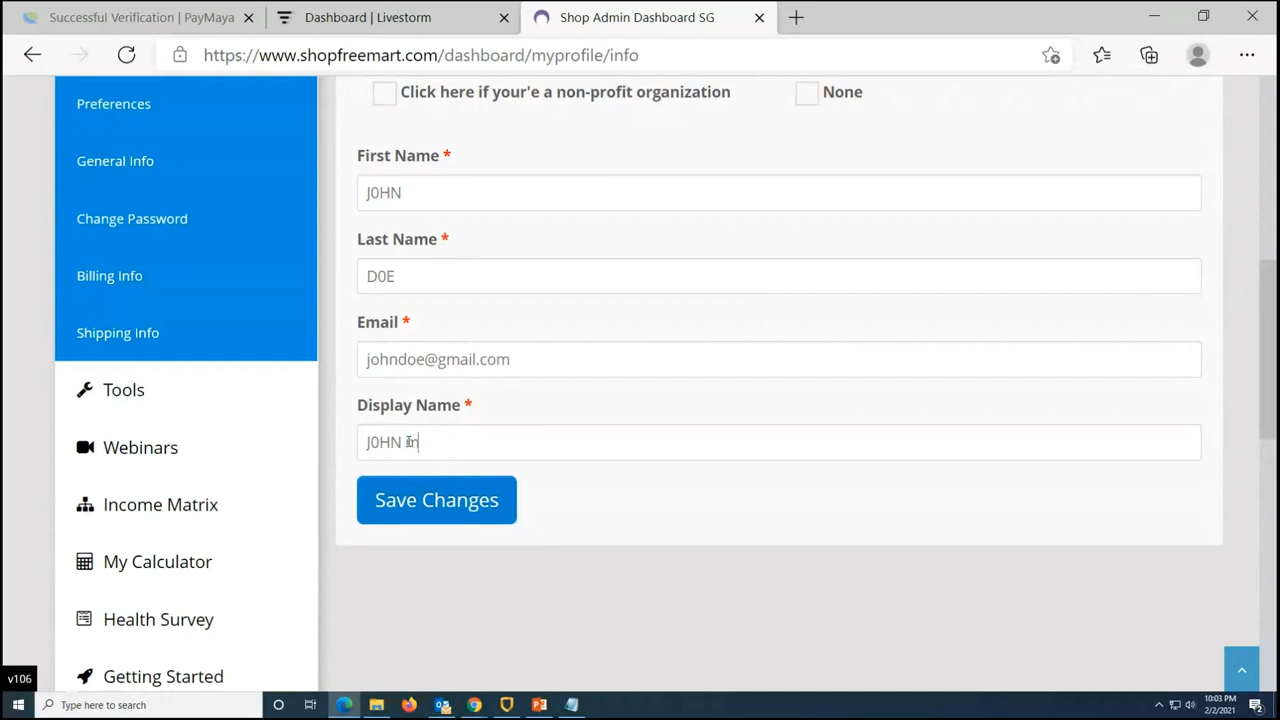 Successful Verification | PayMaya
Dashboard | Livestorm
Shop Admin Dashboard SG
https://www.shopfreemart.com/dashboard/myprofile/info
Preferences
General Info
Change Password
Billing Info
Shipping Info
Tools
Webinars
Income Matrix
My Calculator
Health Survey
Getting Started
v106
Click here if your'e a non-profit organization
None
First Name *
J0HN
Last Name *
D0E
Email *
johndoe@gmail.com
Display Name *
J0HN
Save Changes
Type here to search
10:03 PM
2/2/2021
2